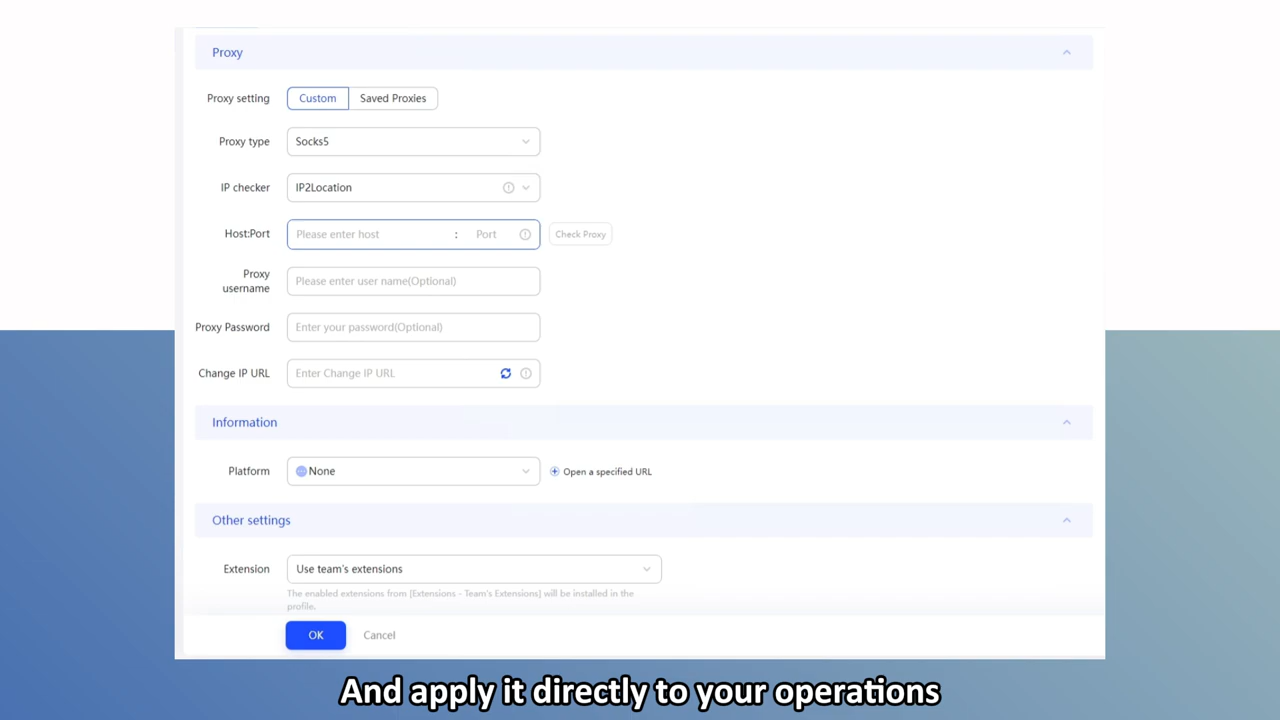 Proxy
Proxy setting Custom Saved Proxies
Proxy type Socks5
IP checker IP2Location
Host:Port Please enter host : Port Check Proxy
Proxy
username Please enter user name(Optional)
Proxy Password Enter your password(Optional)
Change IP URL Enter Change IP URL
Information
Platform None Open a specified URL
Other settings
Extension Use team's extensions
The enabled extensions from [Extensions - Team's Extensions] will be installed in the
profile.
OK Cancel
And apply it directly to your operations